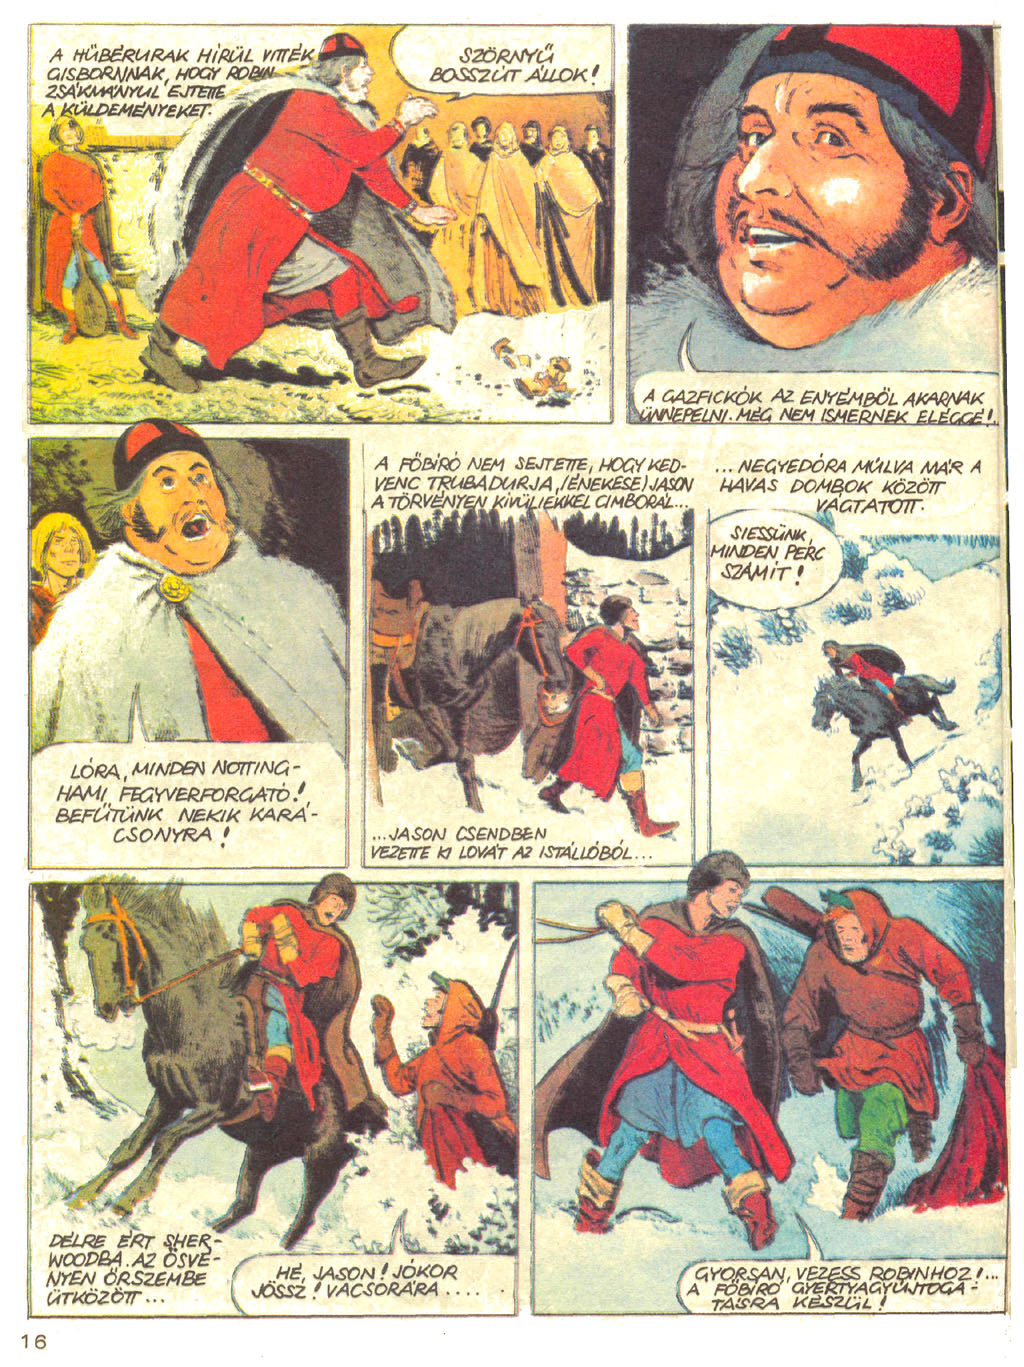 A HŰBÉRURAK HÍRÜL VITTÉK
GISBORNNAK, HOGY ROBIN
ZSÁKMÁNYUL EJTETTE
A KÜLDEMÉNYEKET.
SZÖRNYŰ
BOSSZÚT ÁLLOK!
A GAZFICKÓK AZ ENYÉMBŐL AKARNAK
ÜNNEPELNI. MÉG NEM ISMERNEK ELÉGGÉ!
LÓRA, MINDEN NOTTING-
HAMI FEGYVERFORGATÓ!
BEFŰTÜNK NEKIK KARÁ-
CSONYRA!
A FŐBÍRÓ NEM SEJTETTE, HOGY KED-
VENC TRUBADURJA, /ÉNEKESE/ JASON
A TÖRVÉNYEN KÍVÜLIEKKEL CIMBORÁL...
...JASON CSENDBEN
VEZETTE KI LOVÁT AZ ISTÁLLÓBÓL...
...NEGYEDÓRA MÚLVA MÁR A
HAVAS DOMBOK KÖZÖTT
VÁGTATOTT.
SIESSÜNK,
MINDEN PERC
SZÁMÍT!
DÉLRE ÉRT SHER-
WOODBA. AZ ÖSVÉ-
NYEN ŐRSZEMBE
ÜTKÖZÖTT...
HÉ, JASON! JÓKOR
JÖSSZ! VACSORÁRA....
GYORSAN, VEZESS ROBINHOZ!...
A FŐBÍRÓ GYERTYAGYÚJTOGA-
TÁSRA KÉSZÜL!
16